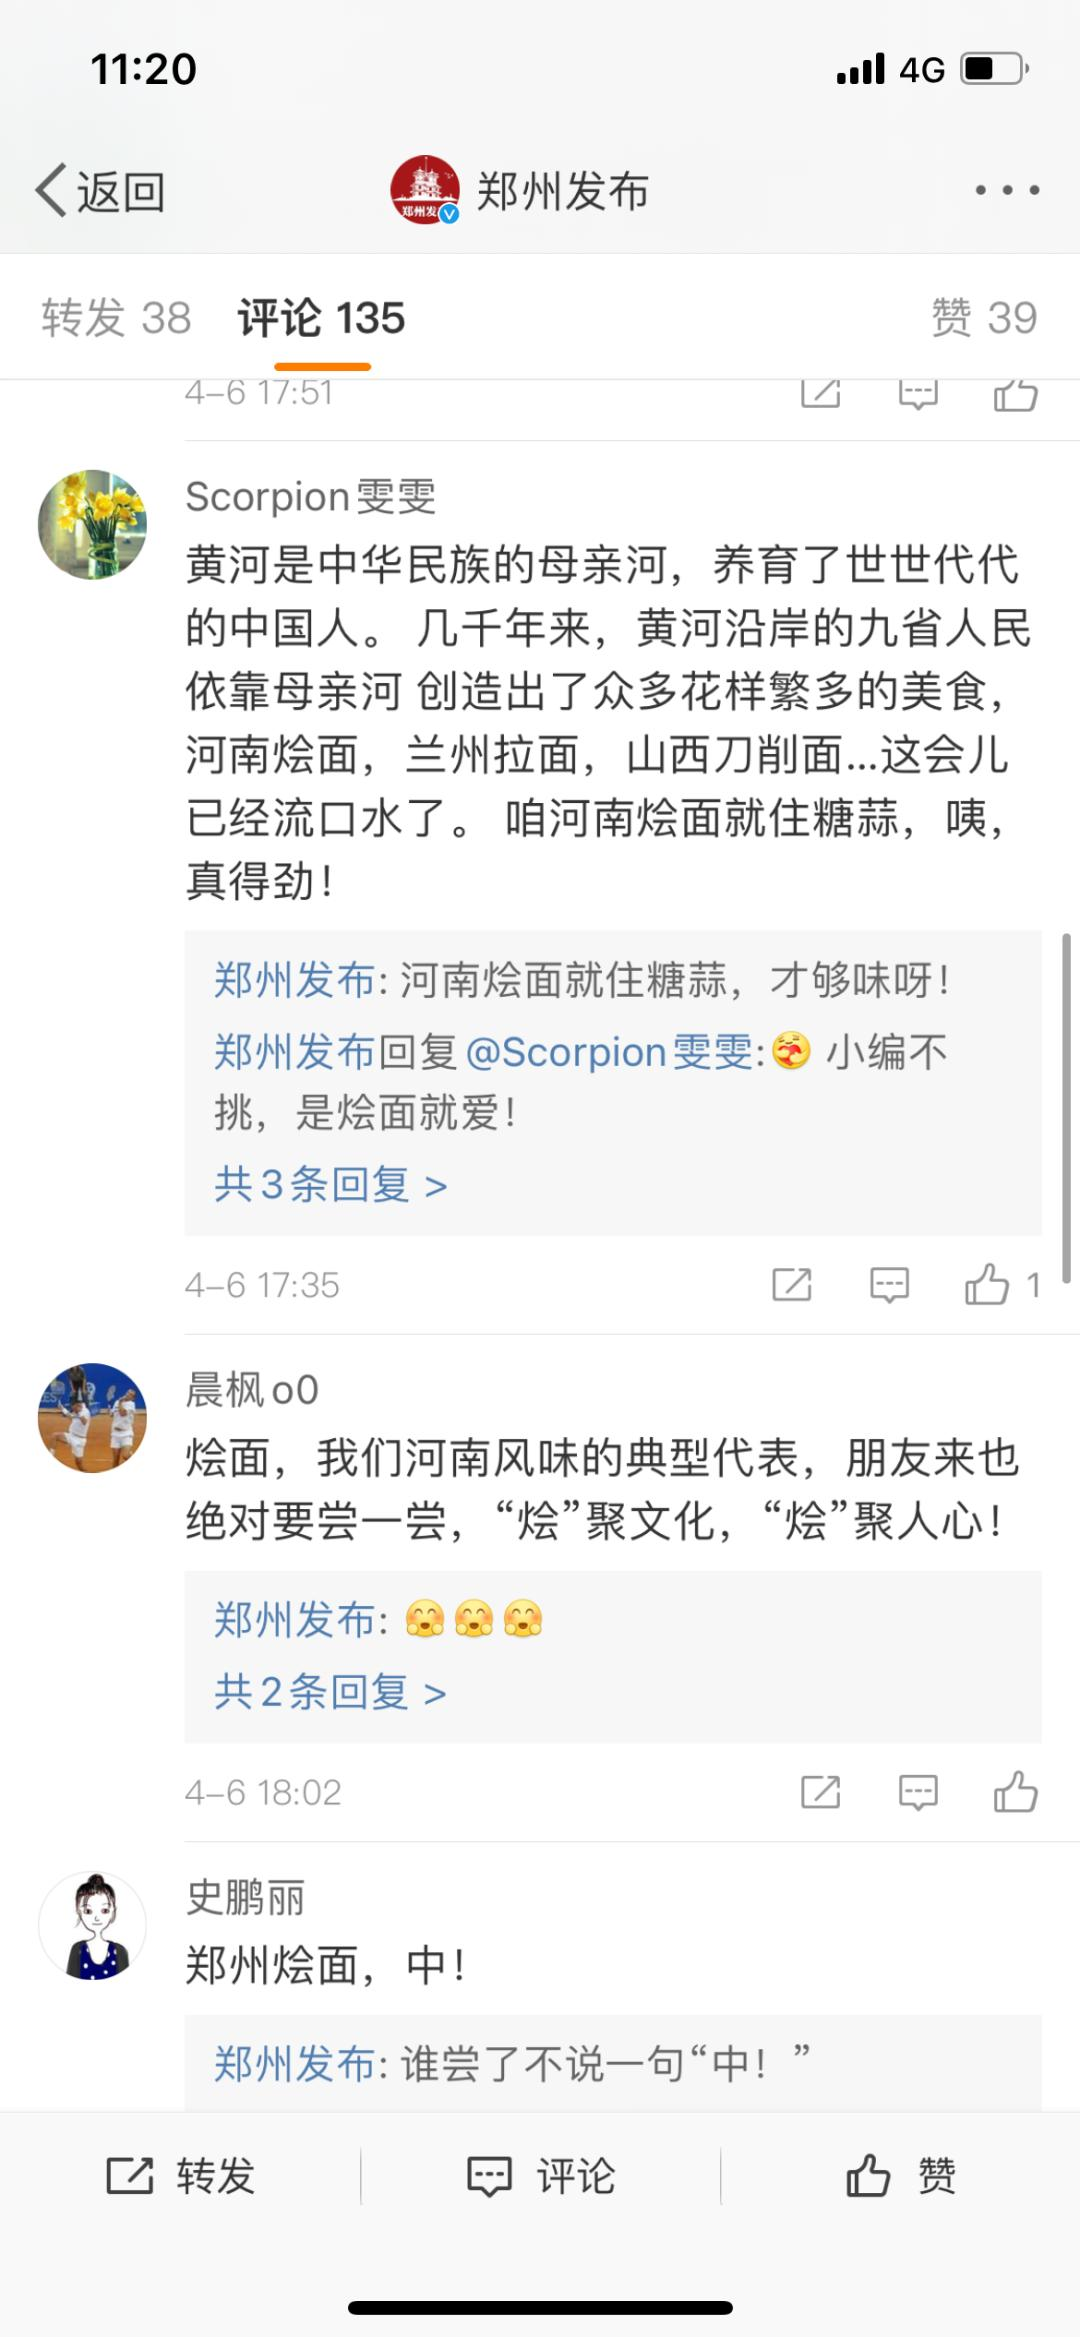 11:20
4G
返回
郑州发
郑州发布
转发 38
评论 135
赞 39
4-6 17:51
Scorpion雯雯
黄河是中华民族的母亲河，养育了世世代代
的中国人。 几千年来，黄河沿岸的九省人民
依靠母亲河 创造出了众多花样繁多的美食，
河南烩面，兰州拉面，山西刀削面...这会儿
已经流口水了。 咱河南烩面就住糖蒜，咦，
真得劲！
郑州发布: 河南烩面就住糖蒜，才够味呀！
郑州发布回复@Scorpion雯雯:🥰 小编不
挑，是烩面就爱！
共3条回复 >
4-6 17:35
1
晨枫o0
烩面，我们河南风味的典型代表，朋友来也
绝对要尝一尝，“烩”聚文化，“烩”聚人心！
郑州发布: 🤗🤗🤗
共2条回复 >
4-6 18:02
史鹏丽
郑州烩面，中！
郑州发布: 谁尝了不说一句“中！”
转发
评论
赞